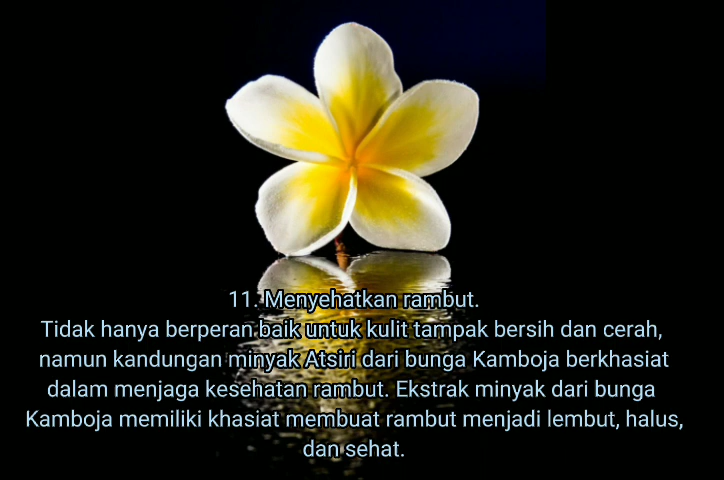 11. Menyehatkan rambut.
Tidak hanya berperan baik untuk kulit tampak bersih dan cerah,
namun kandungan minyak Atsiri dari bunga Kamboja berkhasiat
dalam menjaga kesehatan rambut. Ekstrak minyak dari bunga
Kamboja memiliki khasiat membuat rambut menjadi lembut, halus,
dan sehat.